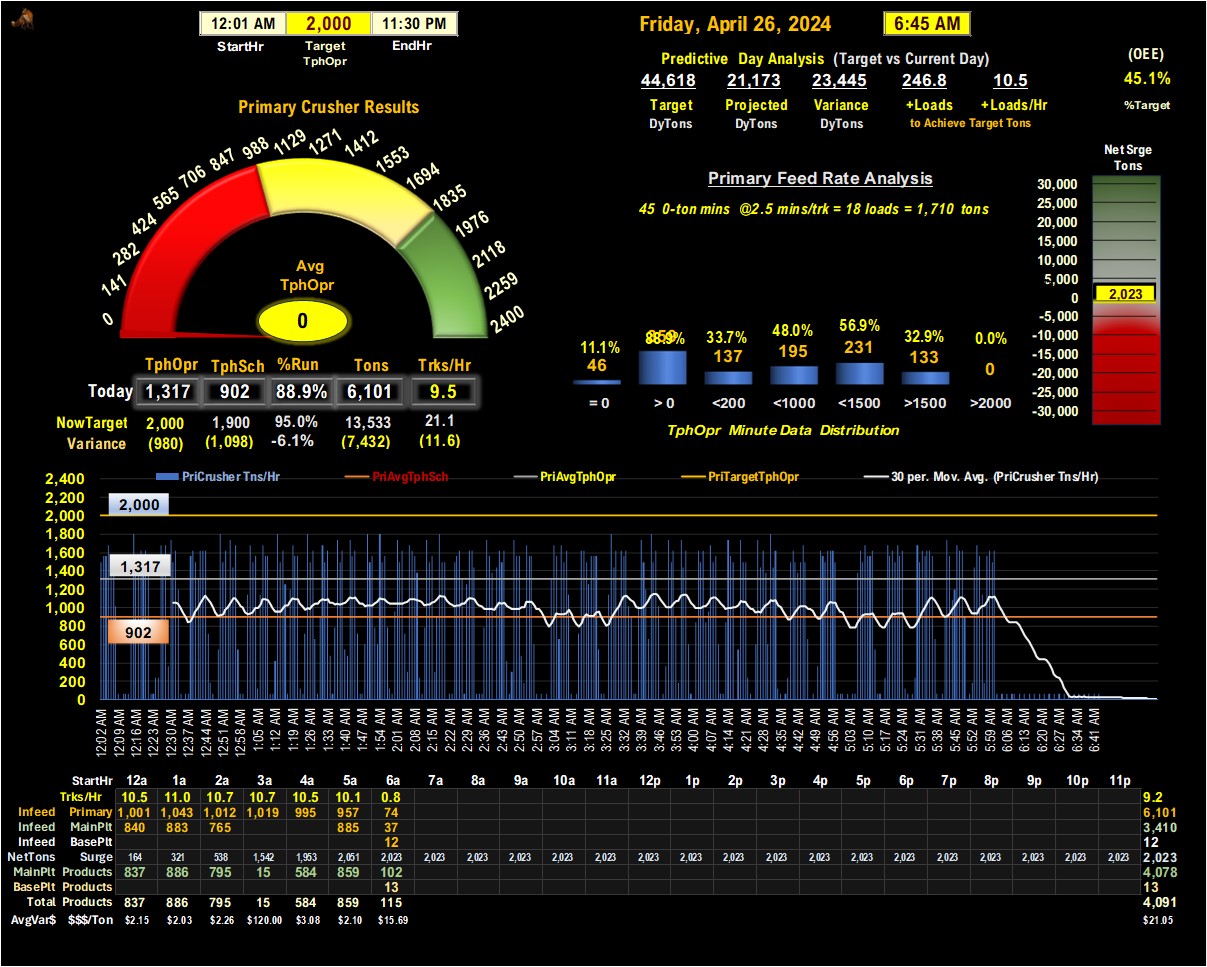 12:01 AM 2,000 11:30 PM
StartHr Target EndHr
TphOpr
Friday, April 26, 2024 6:45 AM
Predictive Day Analysis (Target vs Current Day)
44,618 21,173 23,445 246.8 10.5
Target Projected Variance +Loads +Loads/Hr
DyTons DyTons DyTons to Achieve Target Tons
(OEE)
45.1%
%Target
Primary Crusher Results
0 141 282 424 565 706 847 988 1129 1271 1412 1553 1694 1835 1976 2118 2259 2400
Avg
TphOpr
0
TphOpr TphSch %Run Tons Trks/Hr
Today 1,317 902 88.9% 6,101 9.5
NowTarget 2,000 1,900 95.0% 13,533 21.1
Variance (980) (1,098) -6.1% (7,432) (11.6)
Primary Feed Rate Analysis
45 0-ton mins @2.5 mins/trk = 18 loads = 1,710 tons
11.1% 88.9% 33.7% 48.0% 56.9% 32.9% 0.0%
46 137 195 231 133 0
= 0 > 0 <200 <1000 <1500 >1500 >2000
TphOpr Minute Data Distribution
Net Srge
Tons
30,000
25,000
20,000
15,000
10,000
5,000
0 2,023
-5,000
-10,000
-15,000
-20,000
-25,000
-30,000
PriCrusher Tns/Hr PriAvgTphSch PriAvgTphOpr PriTargetTphOpr 30 per. Mov. Avg. (PriCrusher Tns/Hr)
2,400
2,200
2,000
1,800
1,600
1,400
1,200
1,000
800
600
400
200
0
2,000
1,317
902
12:02 AM 12:09 AM 12:16 AM 12:23 AM 12:30 AM 12:37 AM 12:44 AM 12:51 AM 12:58 AM 1:05 AM 1:12 AM 1:19 AM 1:26 AM 1:33 AM 1:40 AM 1:47 AM 1:54 AM 2:01 AM 2:08 AM 2:15 AM 2:22 AM 2:29 AM 2:36 AM 2:43 AM 2:50 AM 2:57 AM 3:04 AM 3:11 AM 3:18 AM 3:25 AM 3:32 AM 3:39 AM 3:46 AM 3:53 AM 4:00 AM 4:07 AM 4:14 AM 4:21 AM 4:28 AM 4:35 AM 4:42 AM 4:49 AM 4:56 AM 5:03 AM 5:10 AM 5:17 AM 5:24 AM 5:31 AM 5:38 AM 5:45 AM 5:52 AM 5:59 AM 6:06 AM 6:13 AM 6:20 AM 6:27 AM 6:34 AM 6:41 AM
StartHr 12a 1a 2a 3a 4a 5a 6a 7a 8a 9a 10a 11a 12p 1p 2p 3p 4p 5p 6p 7p 8p 9p 10p 11p
Trks/Hr 10.5 11.0 10.7 10.7 10.5 10.1 0.8 9.2
Infeed Primary 1,001 1,043 1,012 1,019 995 957 74 6,101
Infeed MainPlt 840 883 765 885 37 3,410
Infeed BasePlt 12 12
NetTons Surge 164 321 538 1,542 1,953 2,051 2,023 2,023 2,023 2,023 2,023 2,023 2,023 2,023 2,023 2,023 2,023 2,023 2,023 2,023 2,023 2,023 2,023 2,023 2,023
MainPlt Products 837 886 795 15 584 859 102 4,078
BasePlt Products 13 13
Total Products 837 886 795 15 584 859 115 4,091
AvgVar$ $$$/Ton $2.15 $2.03 $2.26 $120.00 $3.08 $2.10 $15.69 $21.05